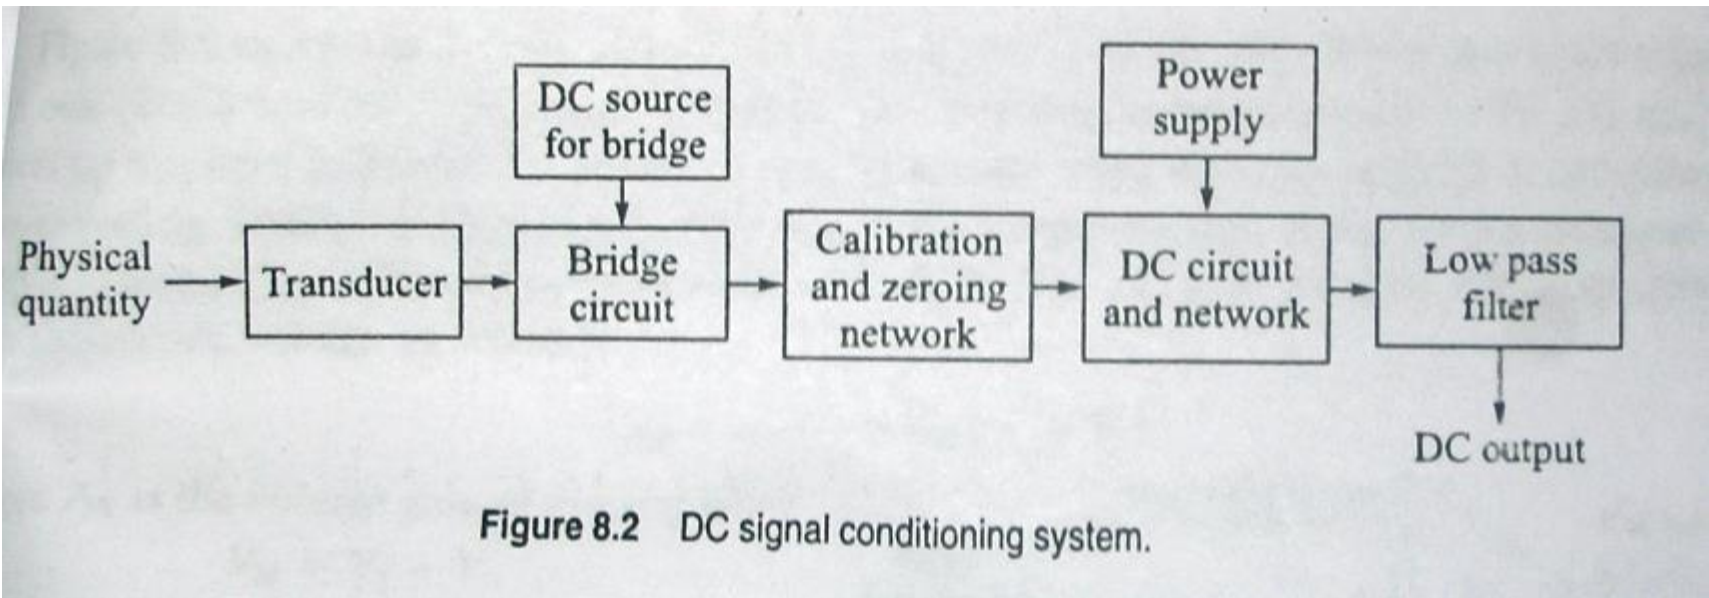 DC source
for bridge
Power
supply
Physical
quantity
Transducer
Bridge
circuit
Calibration
and zeroing
network
DC circuit
and network
Low pass
filter
DC output
Figure 8.2 DC signal conditioning system.